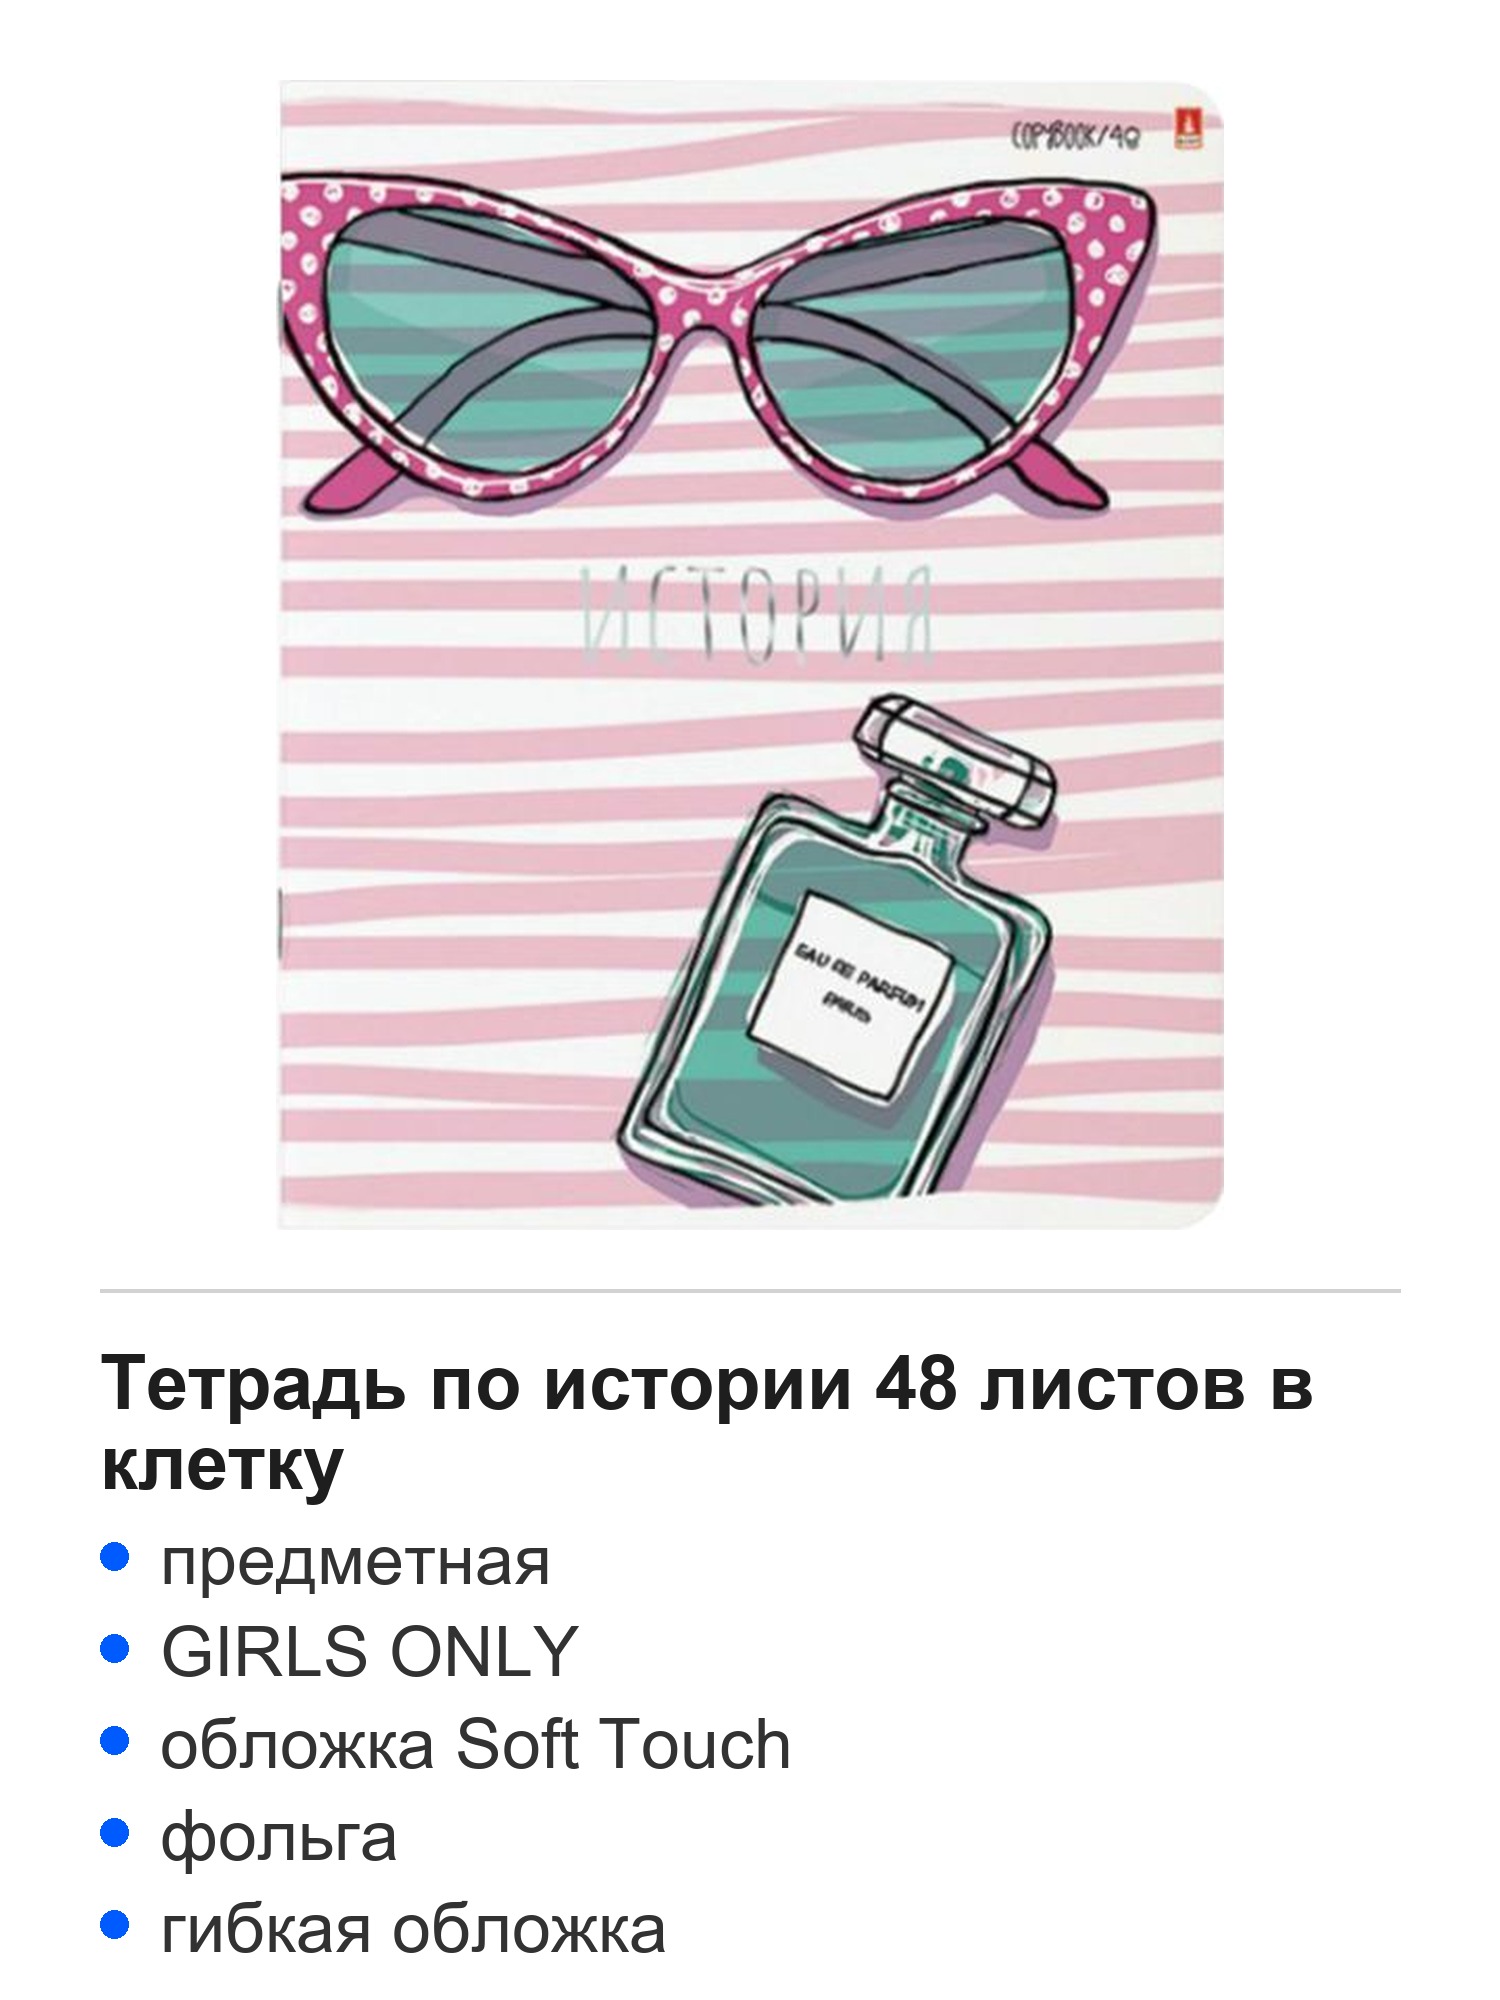 COPYBOOK/48
ИСТОРИЯ
EAU DE PARFUM
Тетрадь по истории 48 листов в
клетку
предметная
GIRLS ONLY
обложка Soft Touch
фольга
гибкая обложка